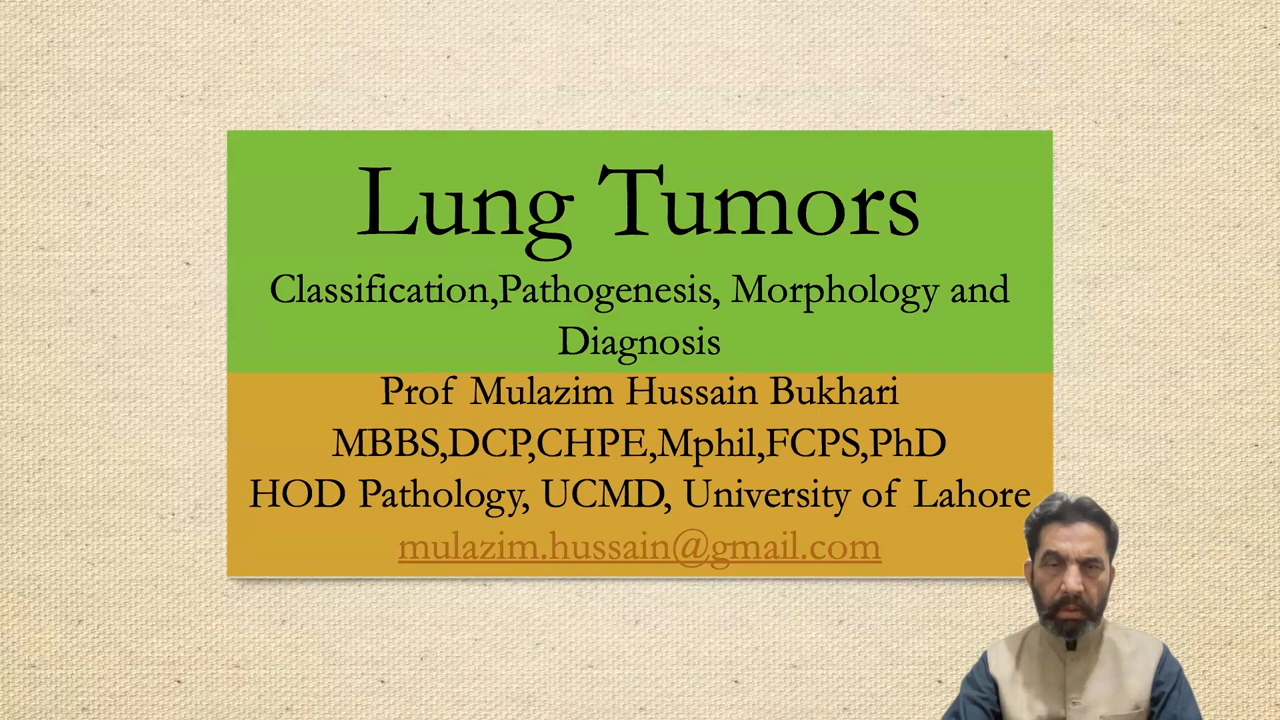 Lung Tumors
Classification,Pathogenesis, Morphology and
Diagnosis
Prof Mulazim Hussain Bukhari
MBBS,DCP,CHPE,Mphil,FCPS,PhD
HOD Pathology, UCMD, University of Lahore
mulazim.hussain@gmail.com